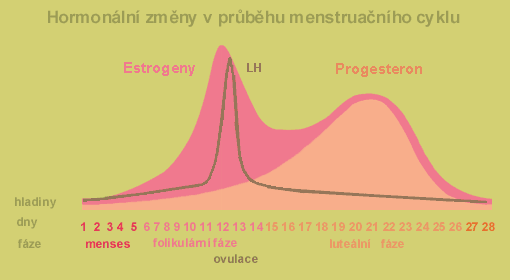 Hormonální změny v průběhu menstruačního cyklu
Estrogeny LH Progesteron
hladiny
dny 1 2 3 4 5 6 7 8 9 10 11 12 13 14 15 16 17 18 19 20 21 22 23 24 25 26 27 28
fáze menses folikulámi fáze luteální fáze
ovulace